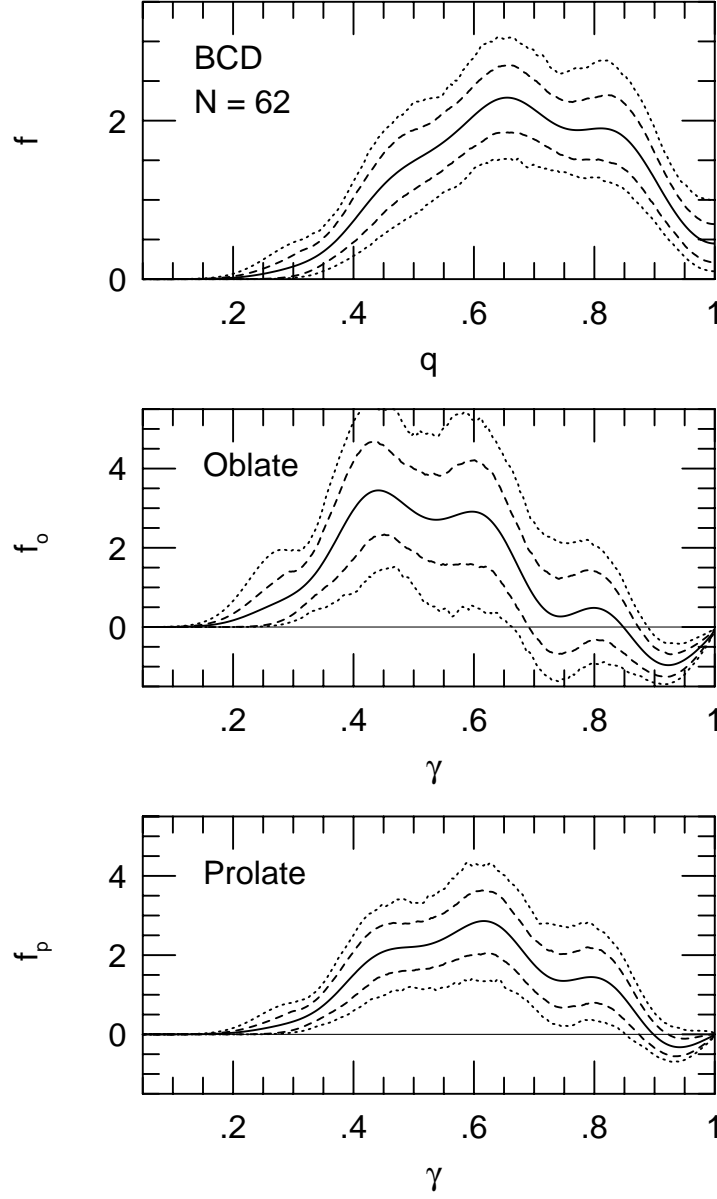 BCD
N = 62
f
2
0
.2 .4 .6 .8 1
q
Oblate
f_o
4
2
0
.2 .4 .6 .8 1
γ
Prolate
f_p
4
2
0
.2 .4 .6 .8 1
γ